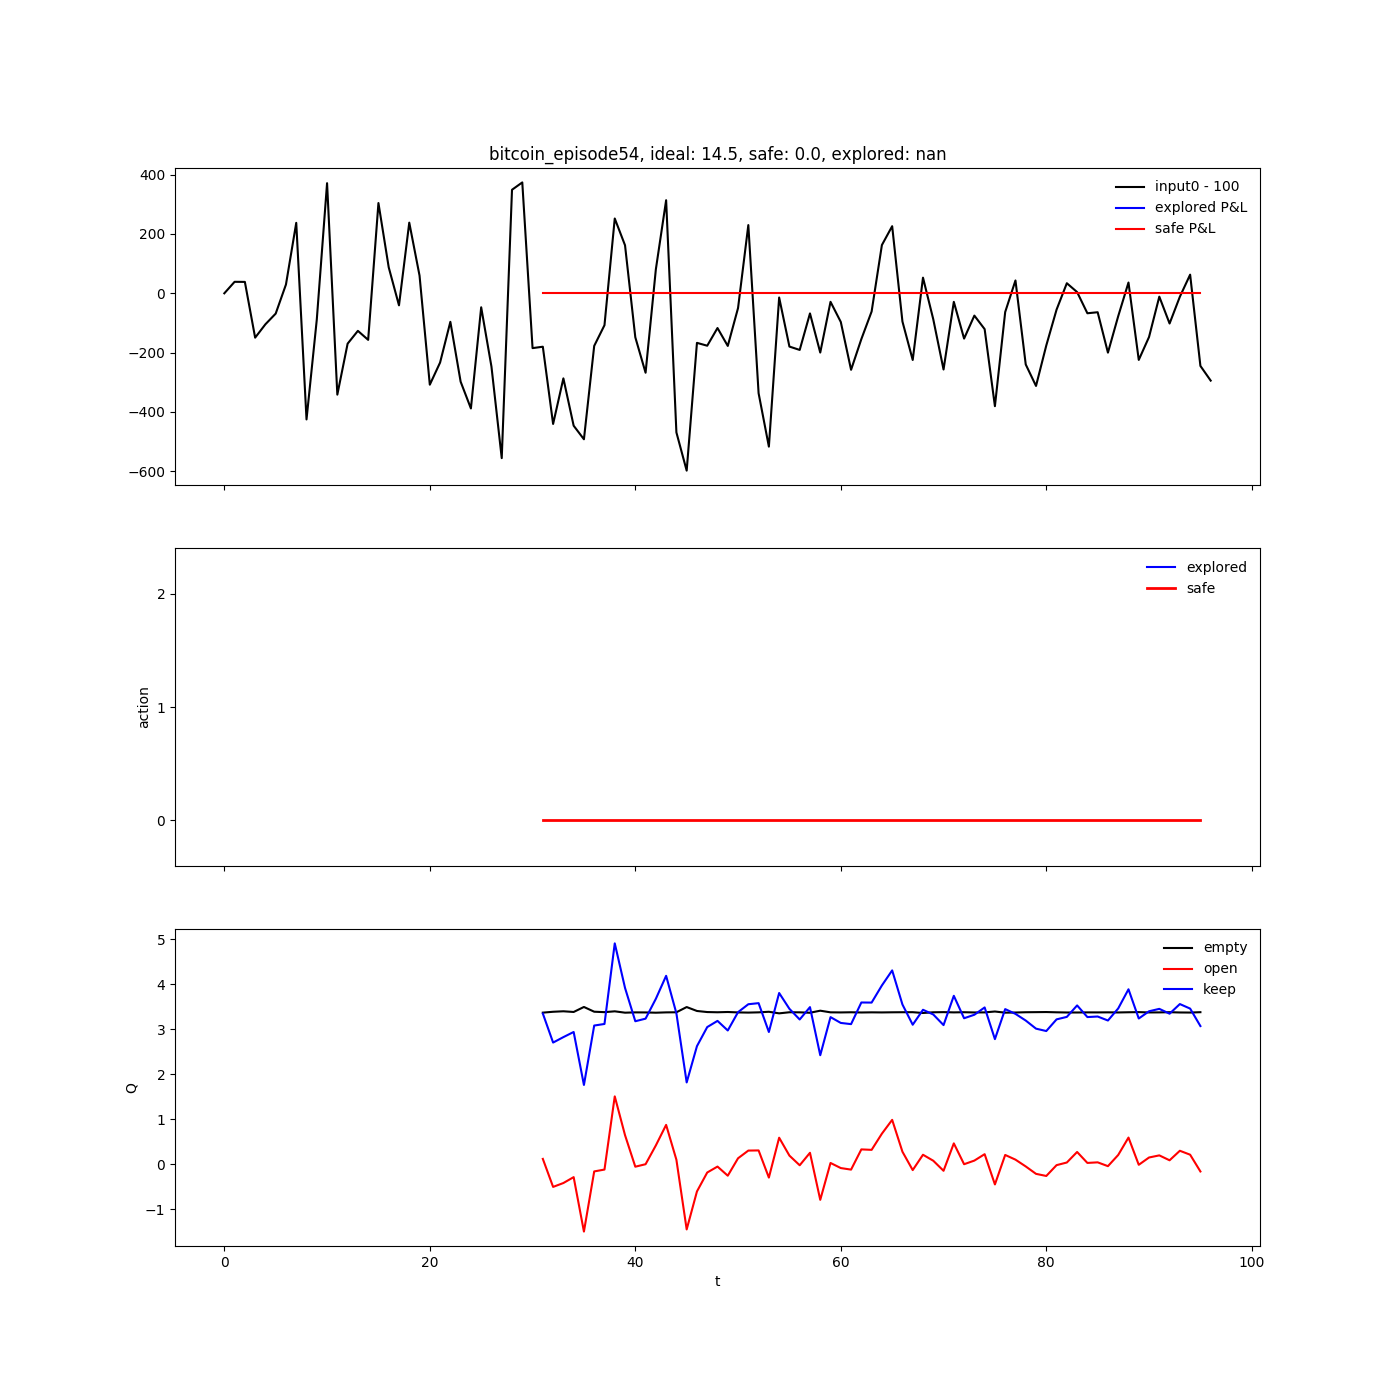 bitcoin_episode54, ideal: 14.5, safe: 0.0, explored: nan
400
200
0
−200
−400
−600
input0 - 100
explored P&L
safe P&L
action
2
1
0
explored
safe
Q
5
4
3
2
1
0
−1
empty
open
keep
0 20 40 60 80 100
t